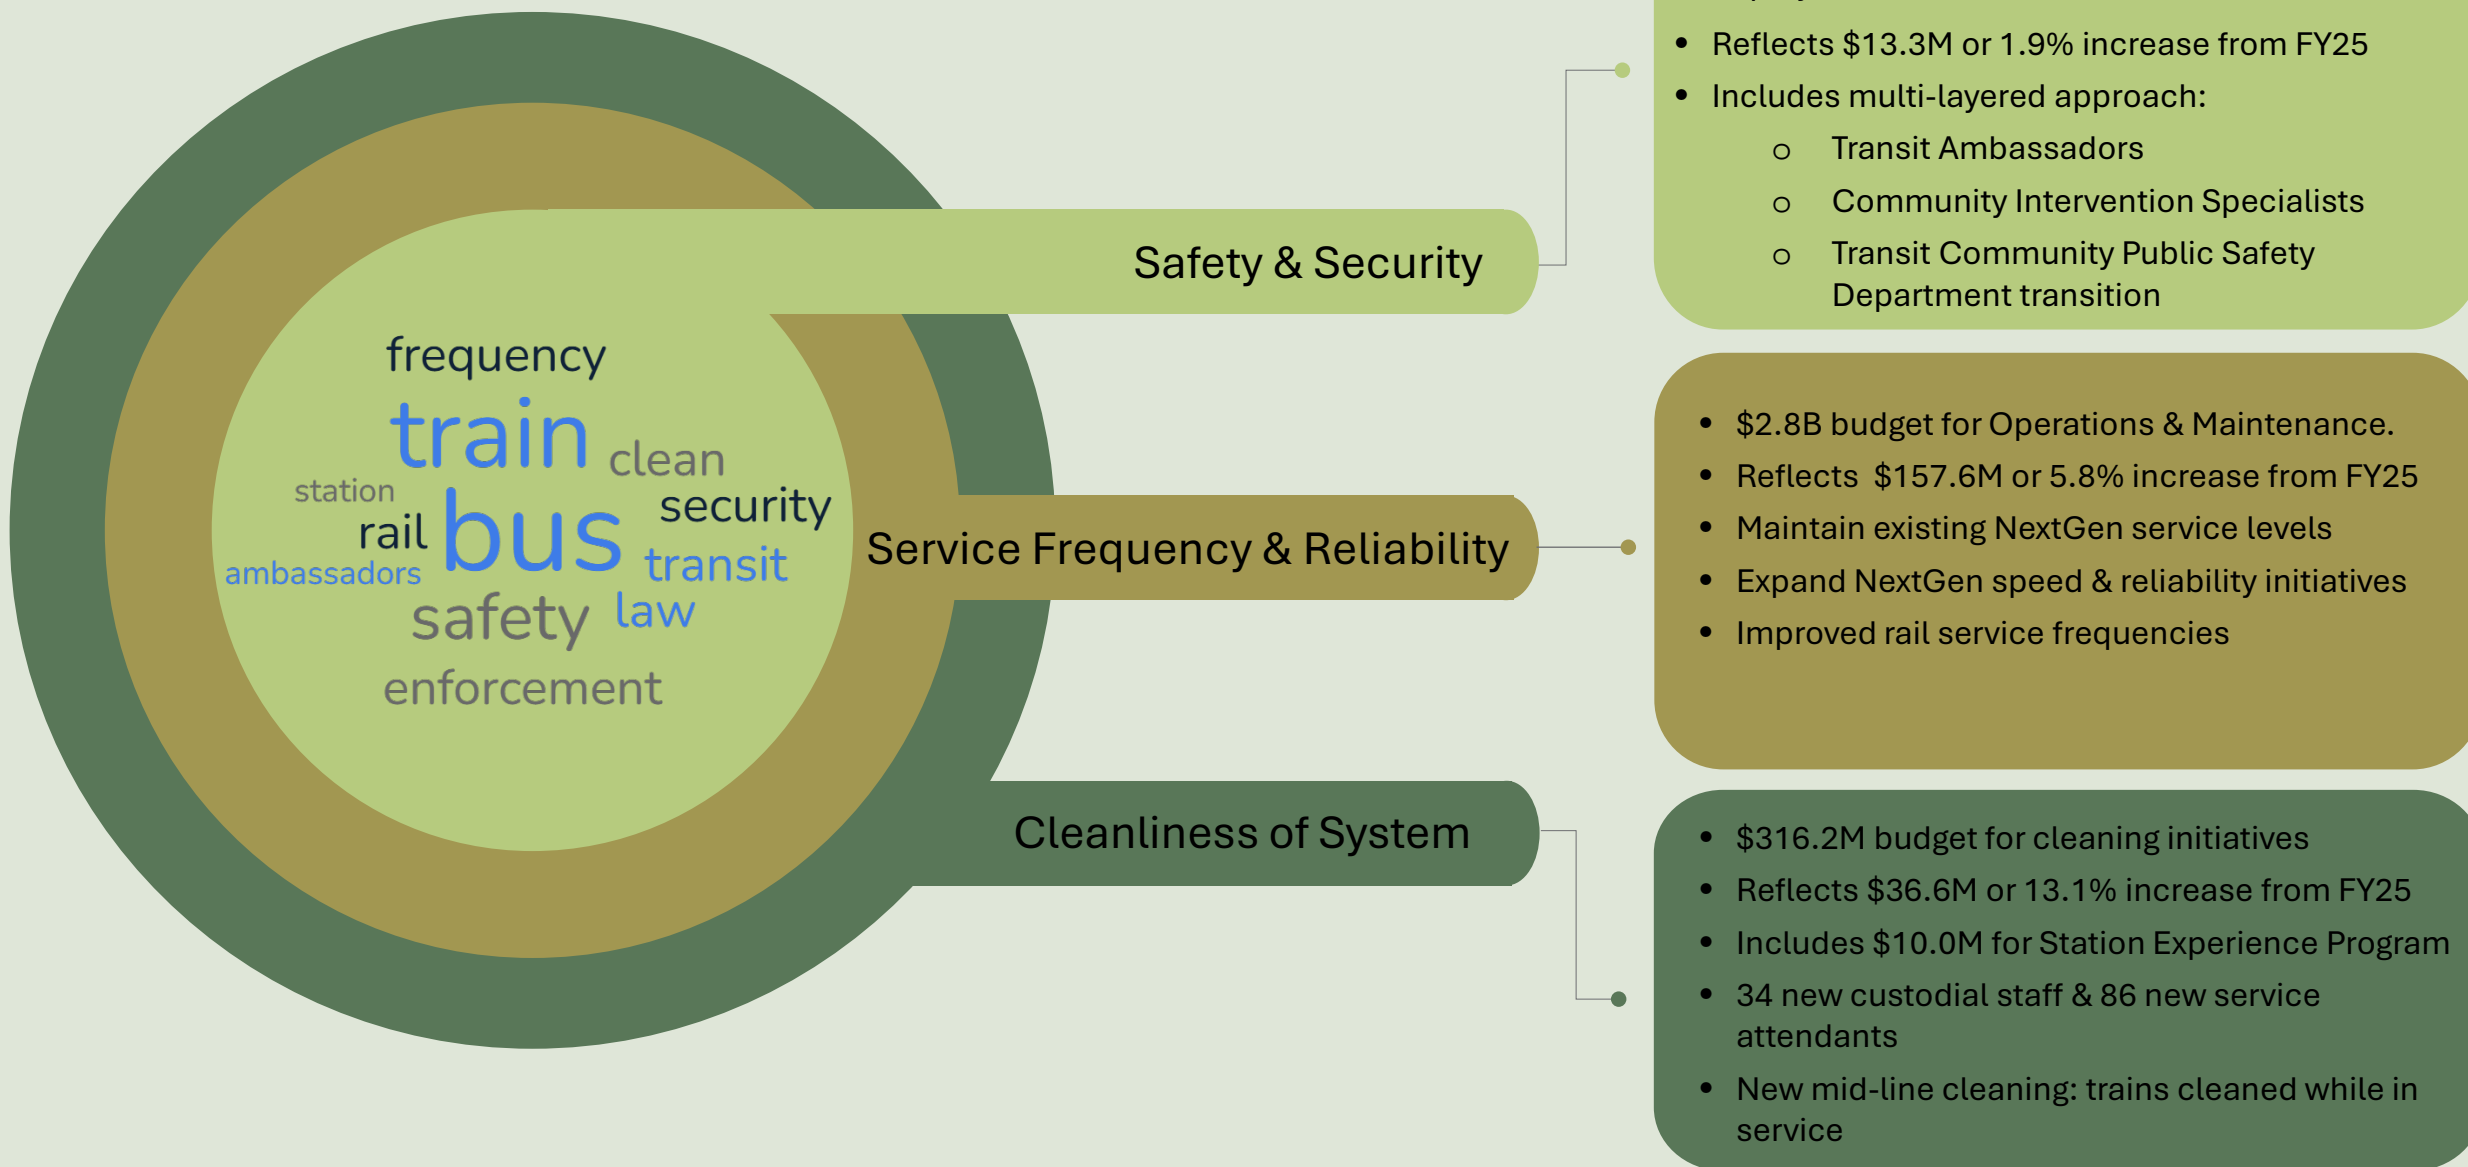 • Reflects $13.3M or 1.9% increase from FY25
• Includes multi-layered approach:
o Transit Ambassadors
o Community Intervention Specialists
o Transit Community Public Safety
Department transition
Safety & Security
frequency
train
clean
station
security
rail
bus
transit
ambassadors
safety
law
enforcement
Service Frequency & Reliability
• $2.8B budget for Operations & Maintenance.
• Reflects $157.6M or 5.8% increase from FY25
• Maintain existing NextGen service levels
• Expand NextGen speed & reliability initiatives
• Improved rail service frequencies
Cleanliness of System
• $316.2M budget for cleaning initiatives
• Reflects $36.6M or 13.1% increase from FY25
• Includes $10.0M for Station Experience Program
• 34 new custodial staff & 86 new service
attendants
• New mid-line cleaning: trains cleaned while in
service